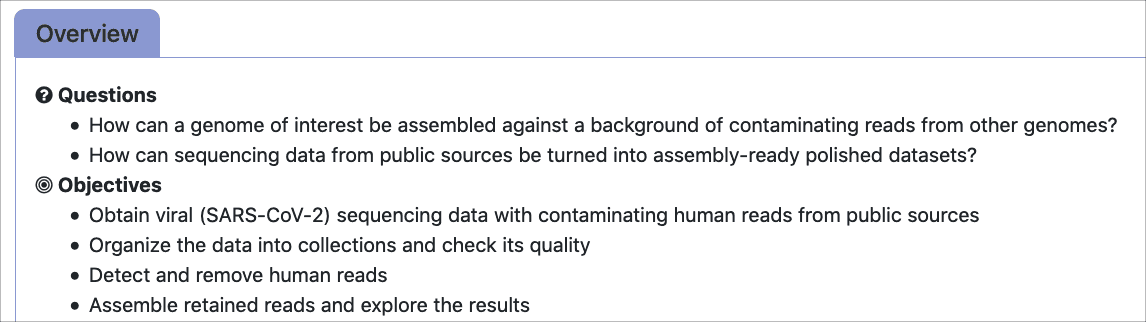 Overview
Questions
• How can a genome of interest be assembled against a background of contaminating reads from other genomes?
• How can sequencing data from public sources be turned into assembly-ready polished datasets?
Objectives
• Obtain viral (SARS-CoV-2) sequencing data with contaminating human reads from public sources
• Organize the data into collections and check its quality
• Detect and remove human reads
• Assemble retained reads and explore the results